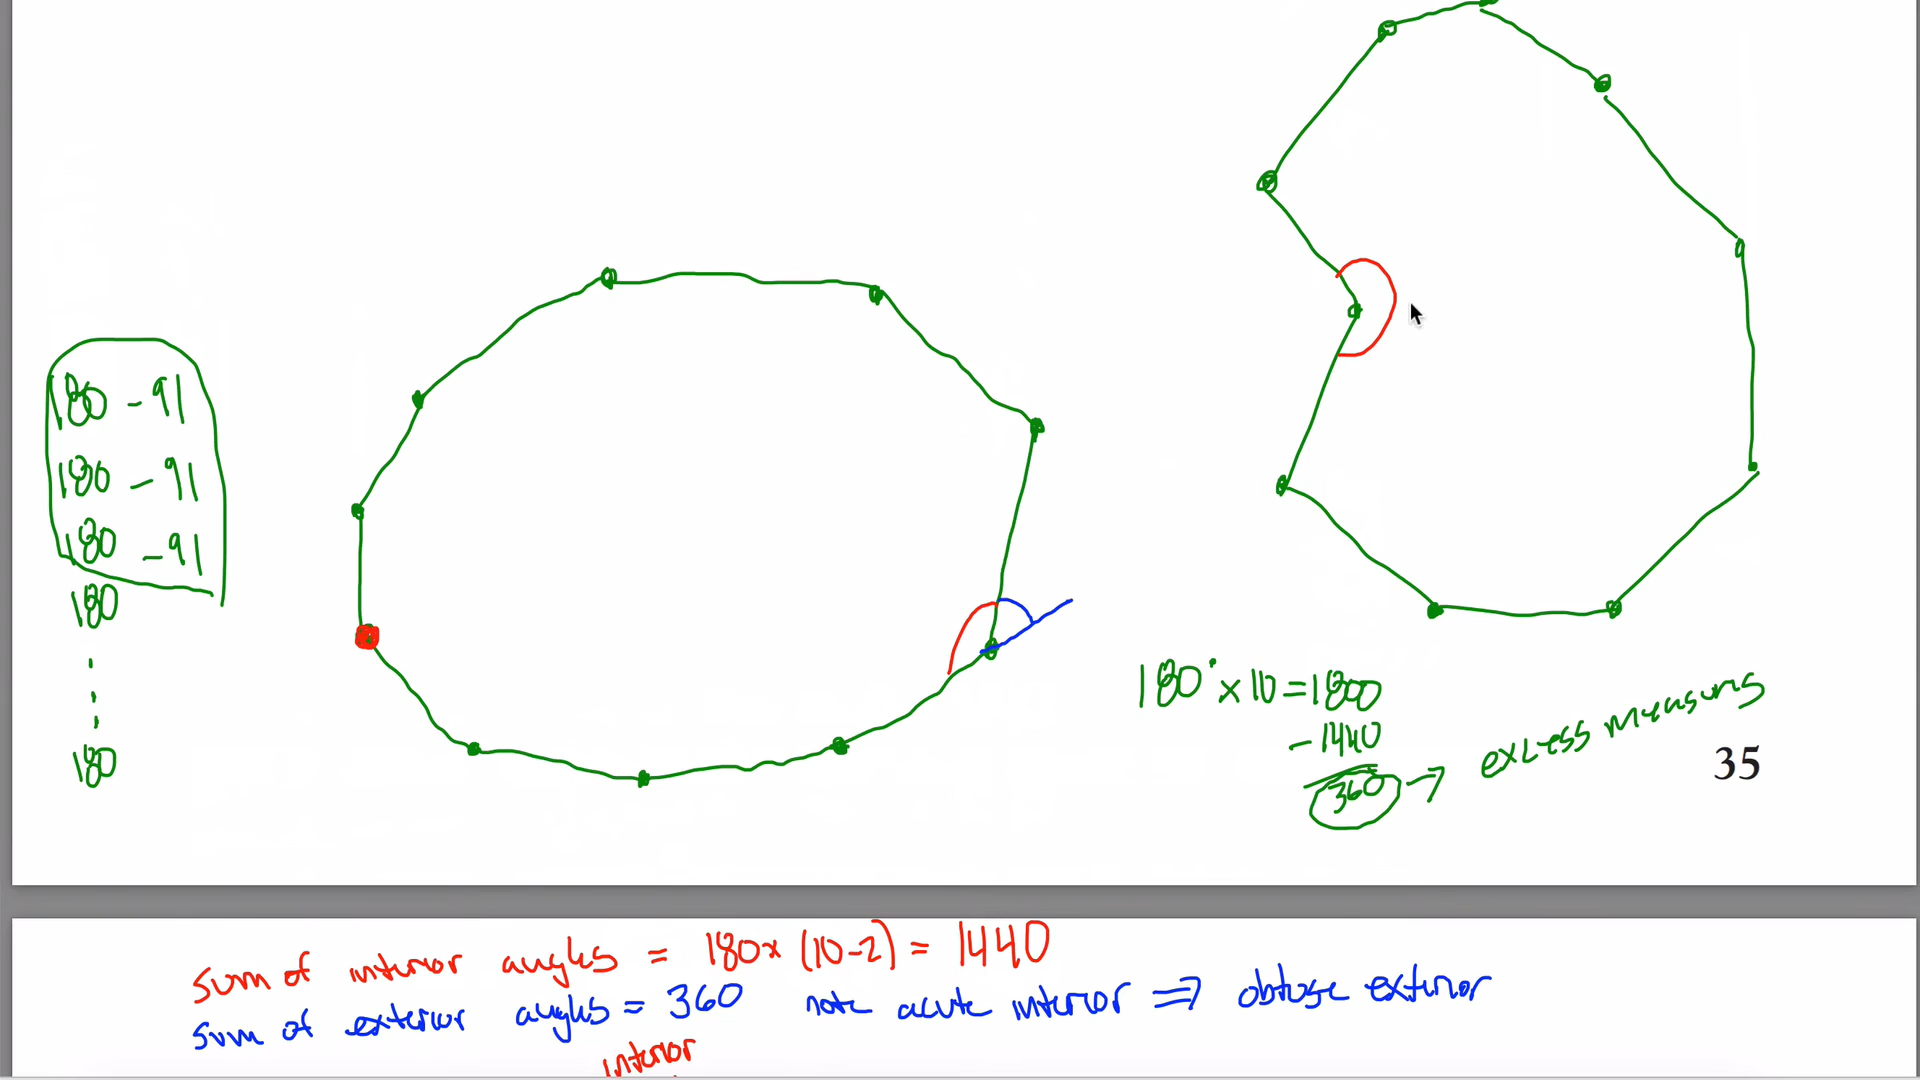 180 - 91
180 - 91
180 - 91
180
180
180° x 10 = 1800
- 1440
360 → excess measures
35
sum of interior angles = 180x (10-2) = 1440
sum of exterior angles = 360 note acute interior ⇒ obtuse exterior
interior